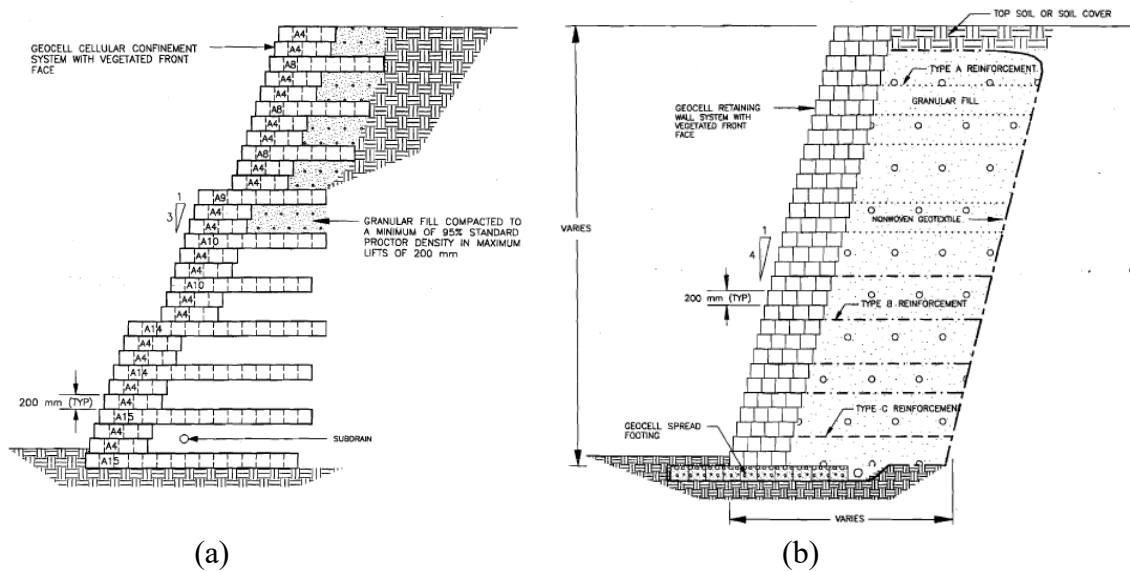 A4
GEOCELL CELLULAR CONFINEMENT
SYSTEM WITH VEGETATED FRONT
FACE
A4
A8
A4
A4
A8
A4
A4
A8
A4
A4
A9
1
3
A4
A4
GRANULAR FILL COMPACTED TO
A MINIMUM OF 95% STANDARD
PROCTOR DENSITY IN MAXIMUM
LIFTS OF 200 mm
A10
A4
A4
A10
A4
A4
A14
A4
A4
A14
A4
A4
200 mm (TYP)
A15
A4
SUBDRAIN
A4
A15
(a)
TOP SOIL OR SOIL COVER
TYPE A REINFORCEMENT
GRANULAR FILL
GEOCELL RETAINING
WALL SYSTEM WITH
VEGETATED FRONT
FACE
NONWOVEN GEOTEXTILE
VARIES
1
4
200 mm (TYP)
TYPE B REINFORCEMENT
TYPE C REINFORCEMENT
GEOCELL SPREAD
FOOTING
VARIES
(b)